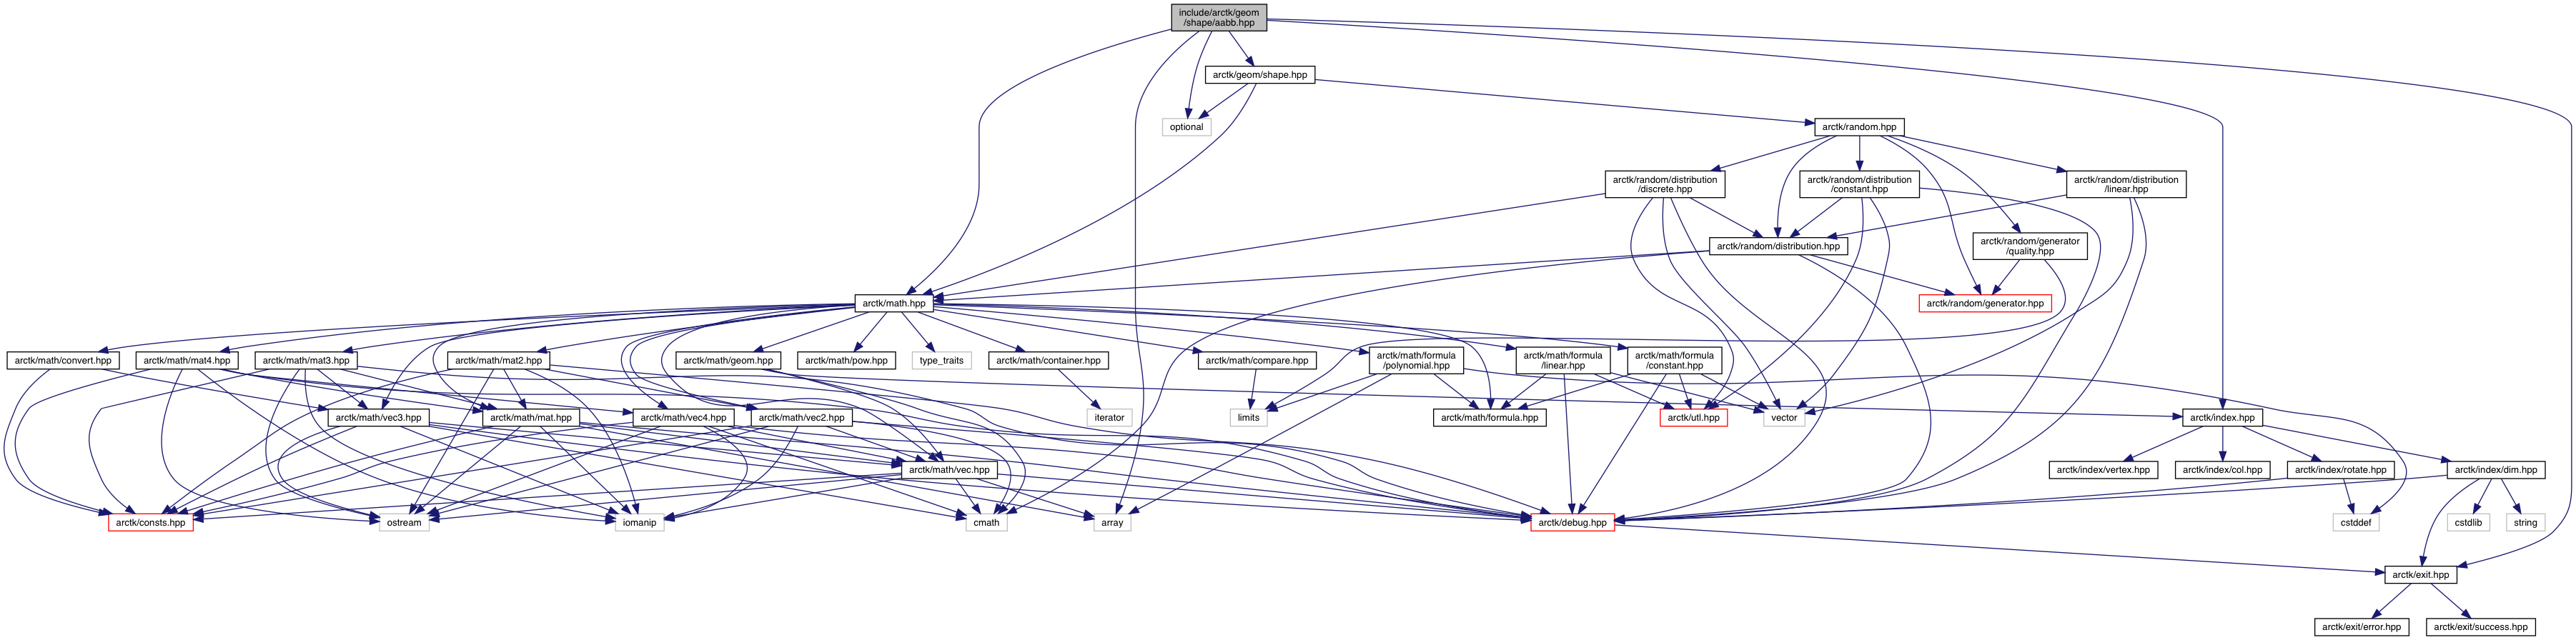 include/arctk/geom
/shape/aabb.hpp
arctk/geom/shape.hpp
optional
arctk/random.hpp
arctk/random/distribution
/discrete.hpp
arctk/random/distribution
/constant.hpp
arctk/random/distribution
/linear.hpp
arctk/random/distribution.hpp
arctk/random/generator
/quality.hpp
arctk/math.hpp
arctk/random/generator.hpp
arctk/math/convert.hpp
arctk/math/mat4.hpp
arctk/math/mat3.hpp
arctk/math/mat2.hpp
arctk/math/geom.hpp
arctk/math/pow.hpp
type_traits
arctk/math/container.hpp
arctk/math/compare.hpp
arctk/math/formula
/polynomial.hpp
arctk/math/formula
/linear.hpp
arctk/math/formula
/constant.hpp
arctk/math/vec3.hpp
arctk/math/mat.hpp
arctk/math/vec4.hpp
arctk/math/vec2.hpp
iterator
limits
arctk/math/formula.hpp
arctk/utl.hpp
vector
arctk/index.hpp
arctk/math/vec.hpp
arctk/index/vertex.hpp
arctk/index/col.hpp
arctk/index/rotate.hpp
arctk/index/dim.hpp
arctk/consts.hpp
ostream
iomanip
cmath
array
arctk/debug.hpp
cstddef
cstdlib
string
arctk/exit.hpp
arctk/exit/error.hpp
arctk/exit/success.hpp